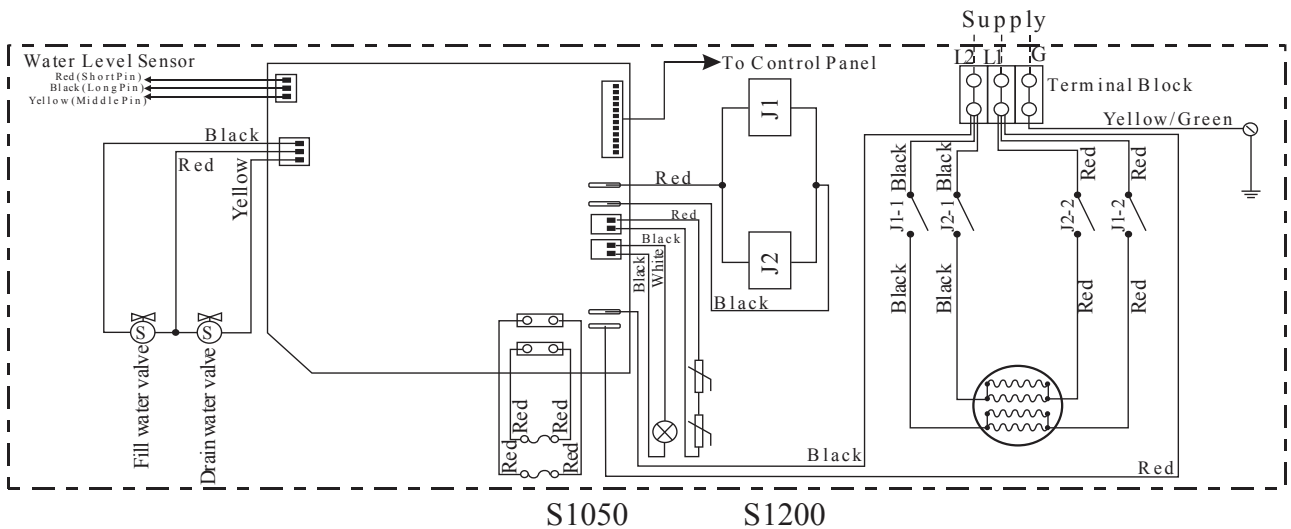 Supply
L2 L1 G
Water Level Sensor
Red(ShortPin)
Black(LongPin)
Yellow(MiddlePin)
To Control Panel
Terminal Block
Yellow/Green
Black
Red
Yellow
J1
Red
Red
Black
White
Black
J2
Black
Black
Black
Red
Red
J1-1
J2-1
J2-2
J1-2
Black
Black
Red
Red
S
S
Fill water valve
Drain water valve
Red
Red
Red
Red
Black
Red
S1050
S1200